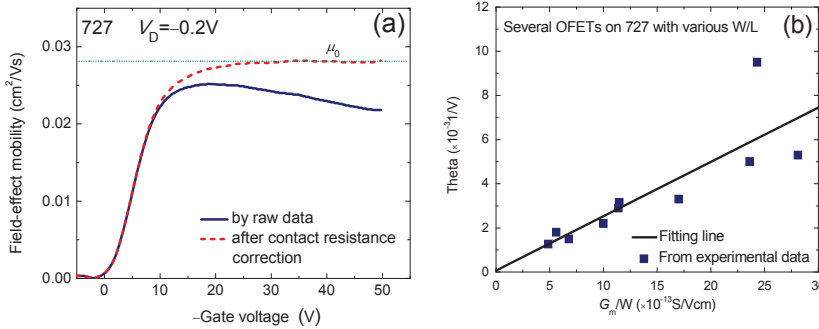 727 V_D=−0.2V (a)
μ_0
0.03
0.02
0.01
0.00
Field-effect mobility (cm²/Vs)
by raw data
after contact resistance
correction
0 10 20 30 40 50
−Gate voltage (V)
Several OFETs on 727 with various W/L (b)
12
10
8
6
4
2
0
Theta (×10⁻³1/V)
Fitting line
From experimental data
0 5 10 15 20 25 30
G_m/W (×10⁻¹³S/Vcm)